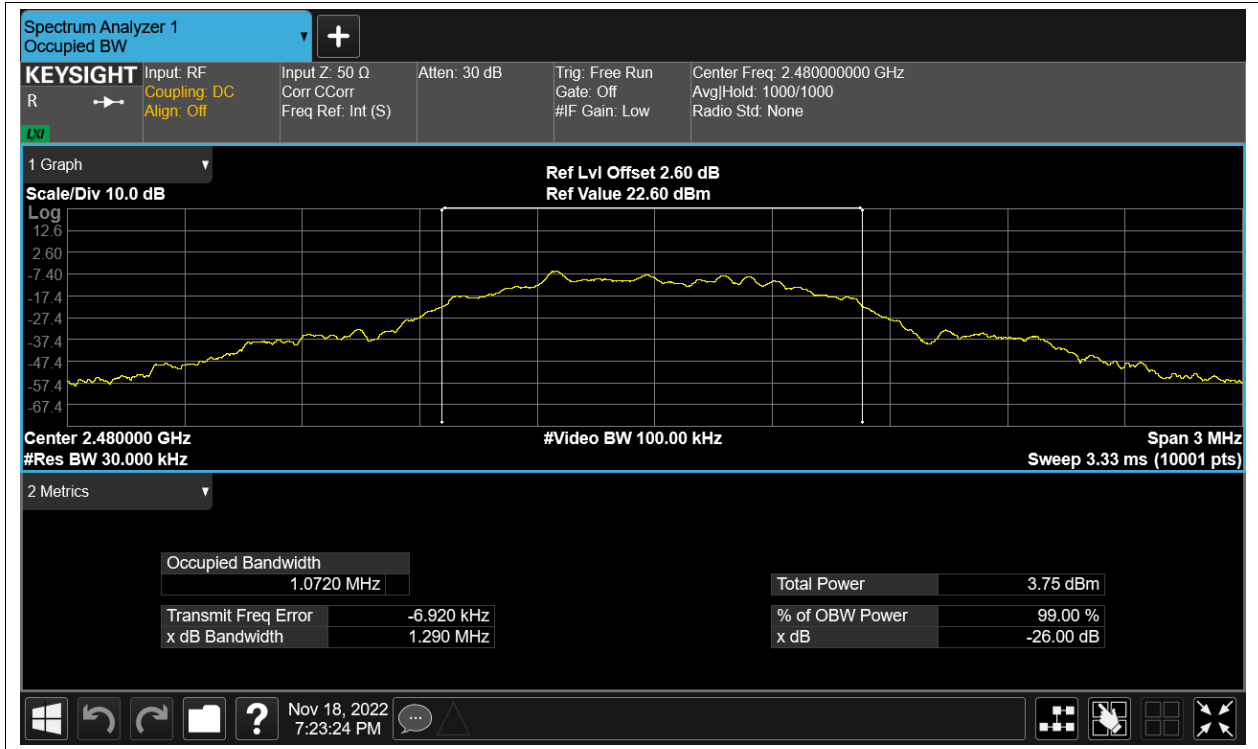 Spectrum Analyzer 1
Occupied BW
KEYSIGHT
R
LXI
Input: RF
Coupling: DC
Align: Off
Input Z: 50 Ω
Corr CCorr
Freq Ref: Int (S)
Atten: 30 dB
Trig: Free Run
Gate: Off
#IF Gain: Low
Center Freq: 2.480000000 GHz
Avg|Hold: 1000/1000
Radio Std: None
1 Graph
Scale/Div 10.0 dB
Ref Lvl Offset 2.60 dB
Ref Value 22.60 dBm
Log
12.6
2.60
-7.40
-17.4
-27.4
-37.4
-47.4
-57.4
-67.4
Center 2.480000 GHz
#Video BW 100.00 kHz
Span 3 MHz
#Res BW 30.000 kHz
Sweep 3.33 ms (10001 pts)
2 Metrics
Occupied Bandwidth
1.0720 MHz
Total Power 3.75 dBm
Transmit Freq Error -6.920 kHz
% of OBW Power 99.00 %
x dB Bandwidth 1.290 MHz
x dB -26.00 dB
?
Nov 18, 2022
7:23:24 PM